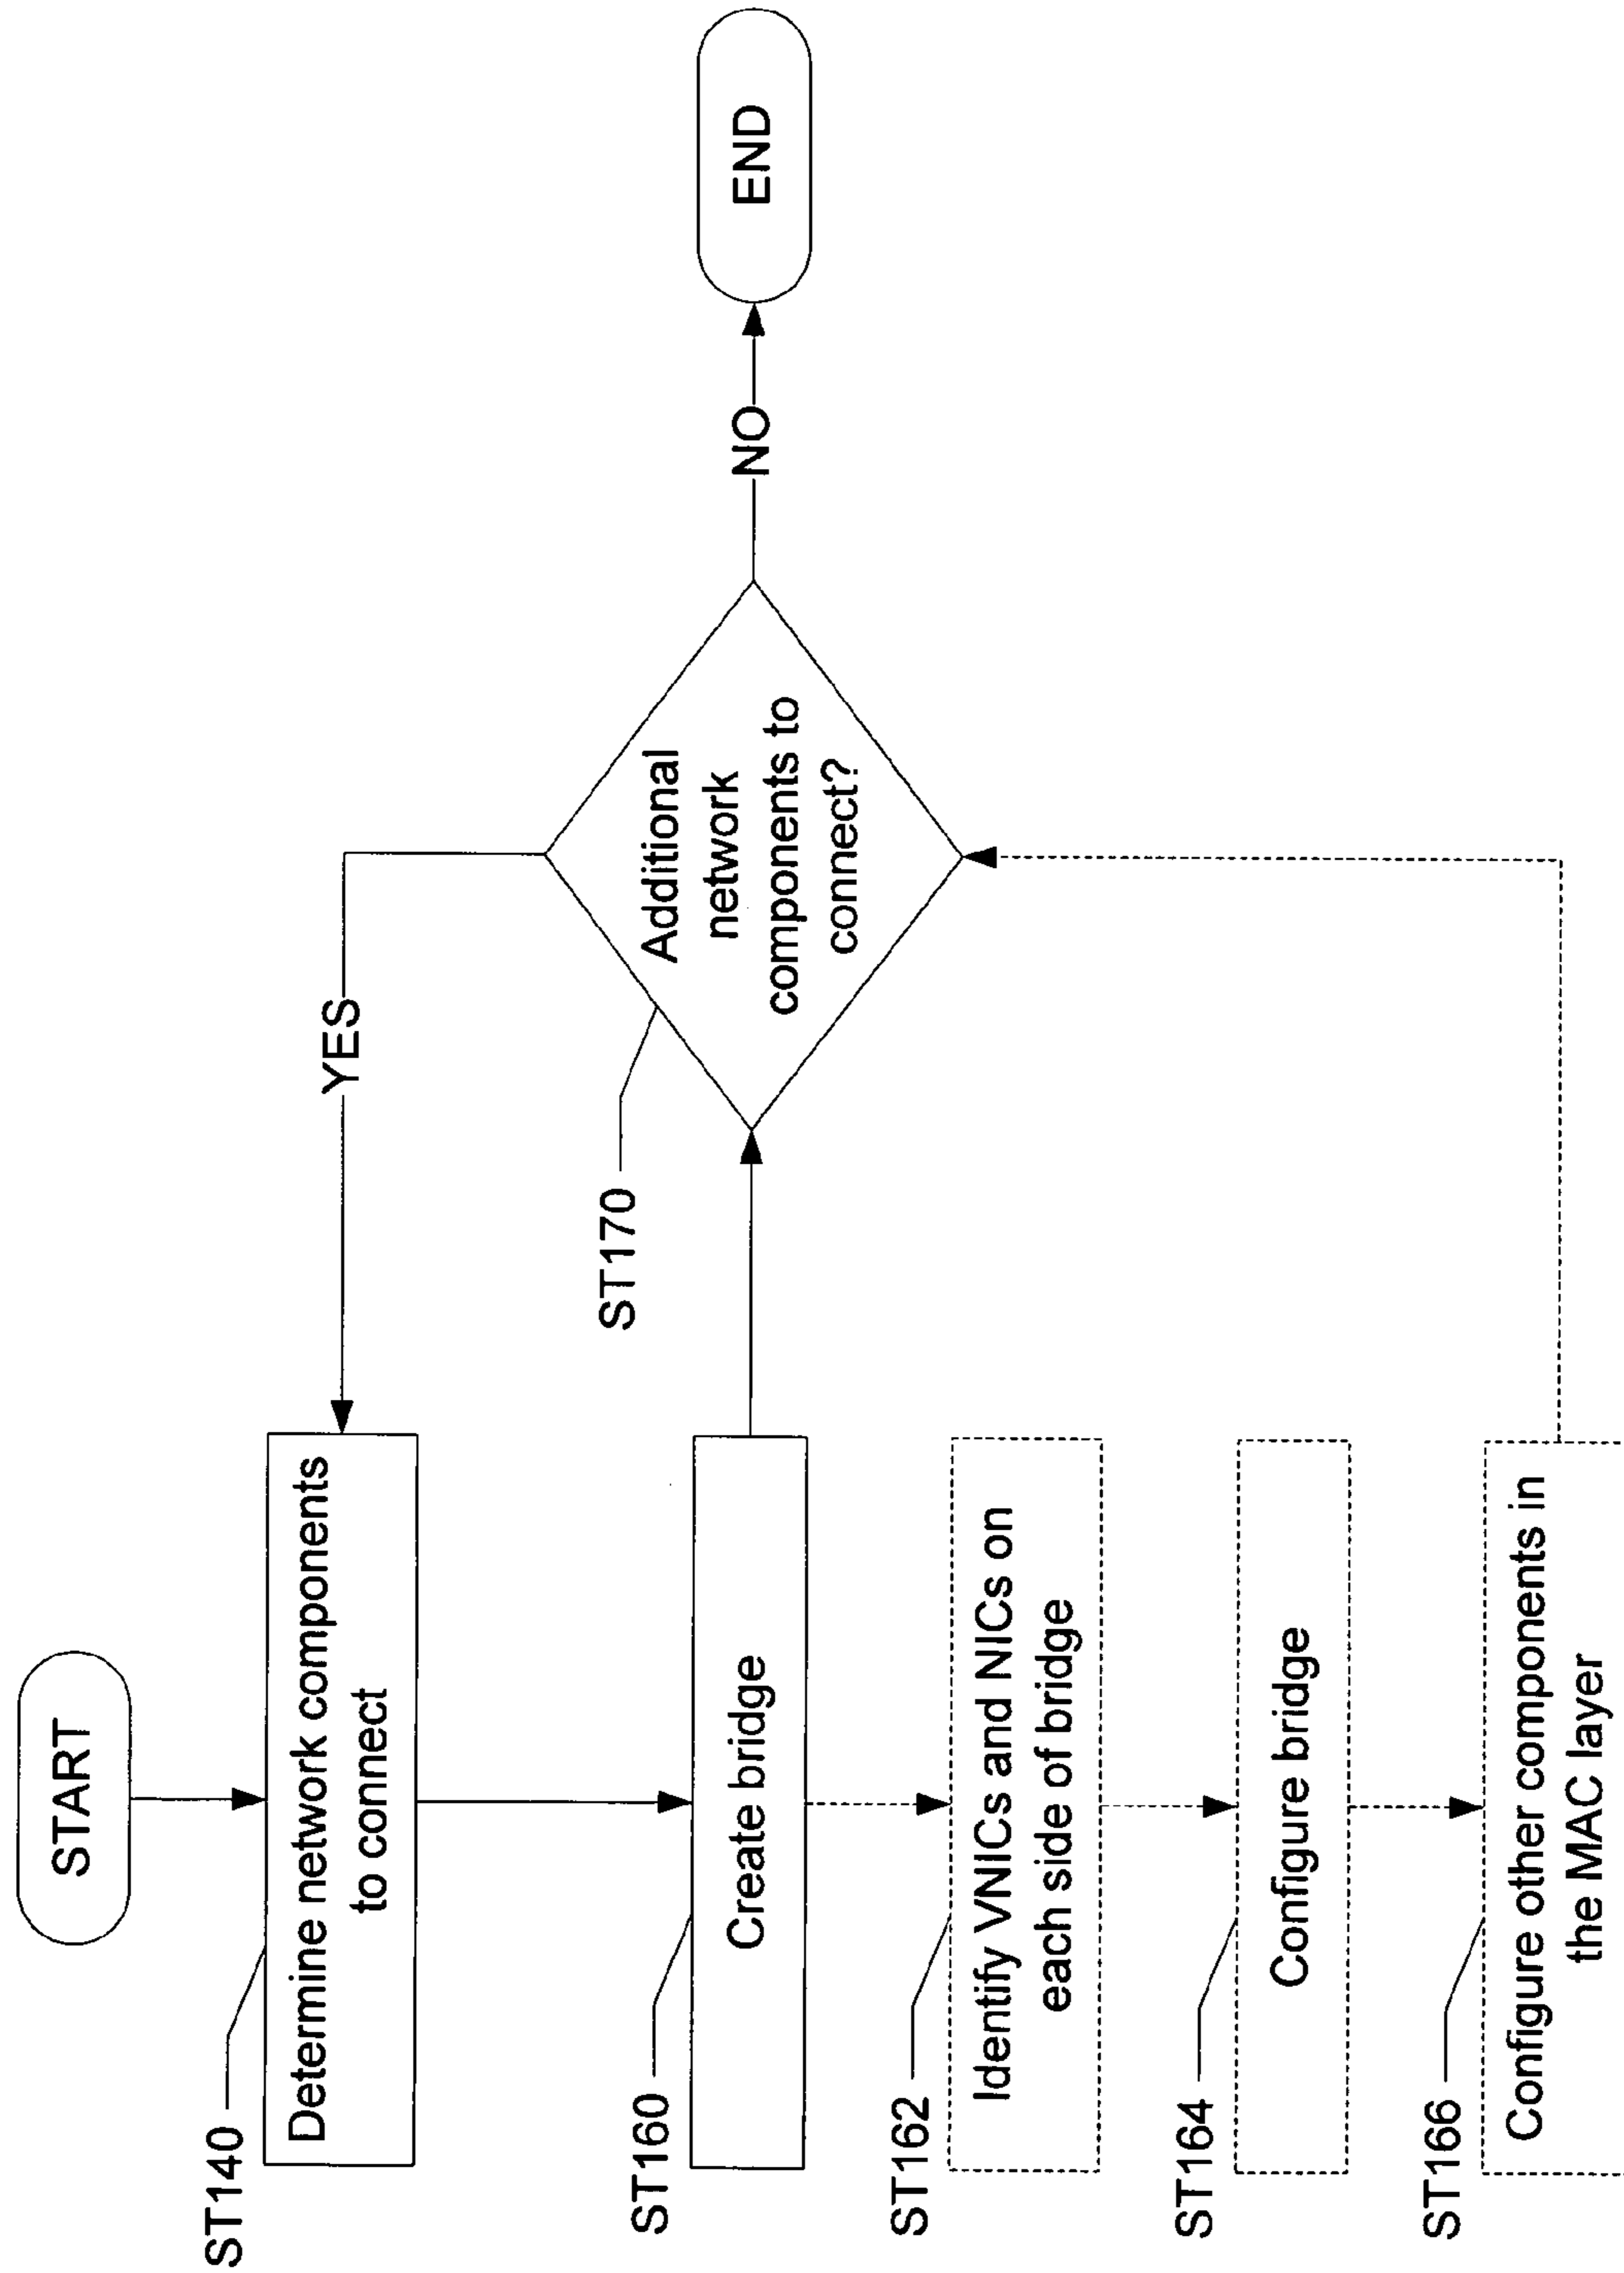 START
ST140
Determine network components
to connect
YES
ST160
Create bridge
ST170
Additional
network
components to
connect?
NO
END
ST162
Identify VNICs and NICs on
each side of bridge
ST164
Configure bridge
ST166
Configure other components in
the MAC layer